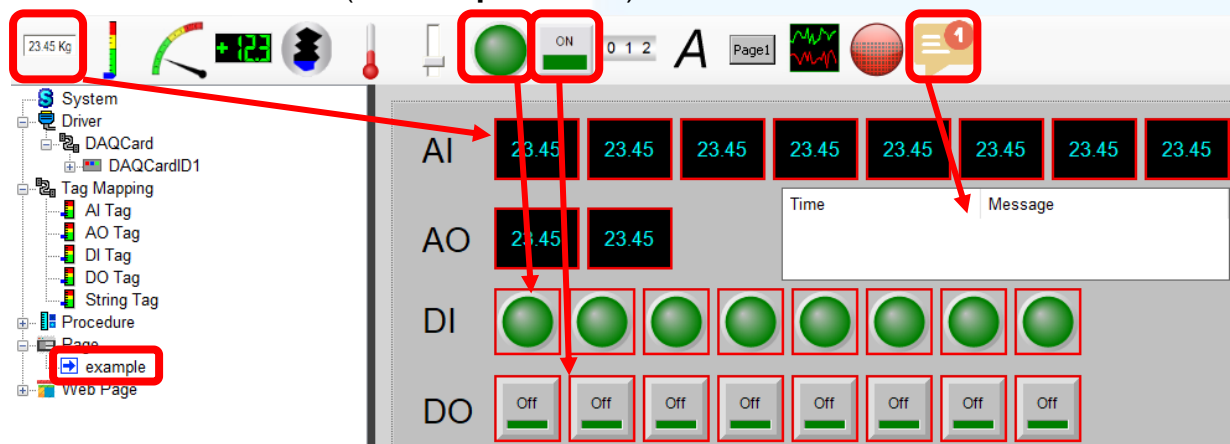 23.45 Kg
+123
ON
0 1 2
A
Page1
1
System
Driver
DAQCard
DAQCardID1
Tag Mapping
AI Tag
AO Tag
DI Tag
DO Tag
String Tag
Procedure
Page
example
Web Page
AI 23.45 23.45 23.45 23.45 23.45 23.45 23.45 23.45
Time Message
AO 23.45 23.45
DI
DO Off Off Off Off Off Off Off Off